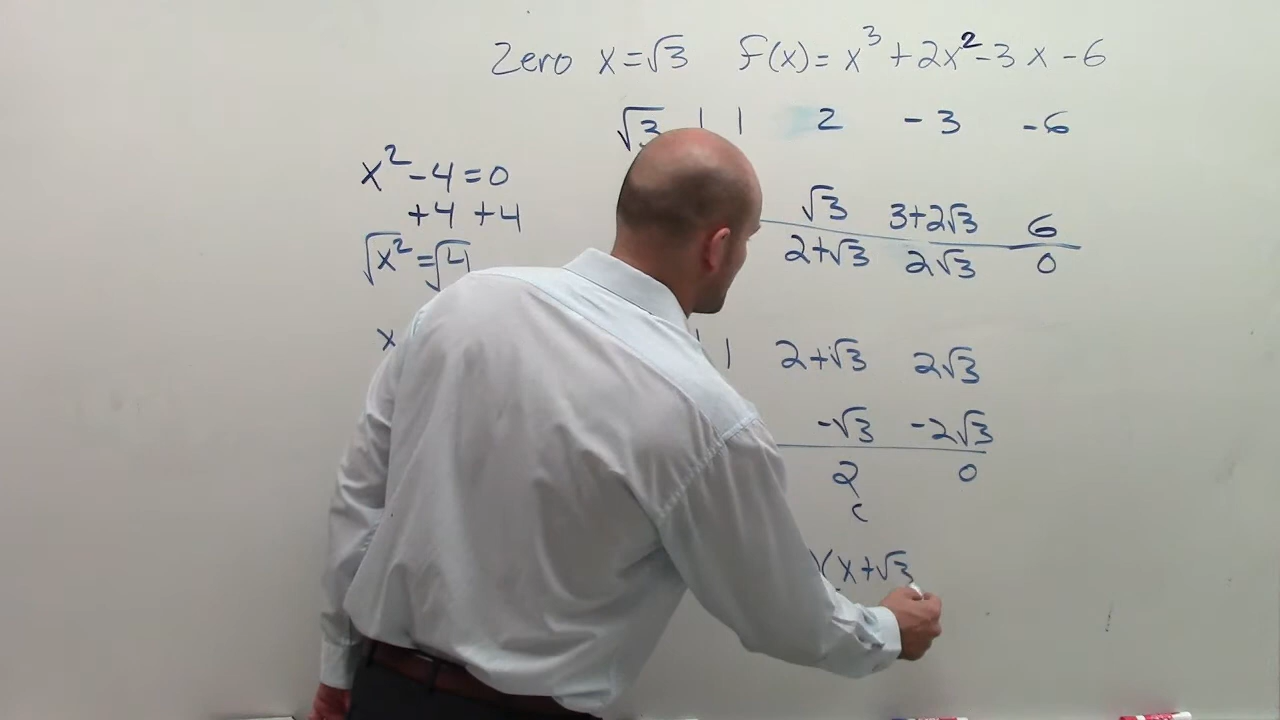 Zero x=√3 f(x)= x³+2x²-3x-6
√3 | 1 2 -3 -6
x²-4=0
+4 +4
√x²=√4
x
√3 3+2√3 6
2+√3 2√3 0
| 1 2+√3 2√3
-√3 -2√3
2 0
c
)(x+√3